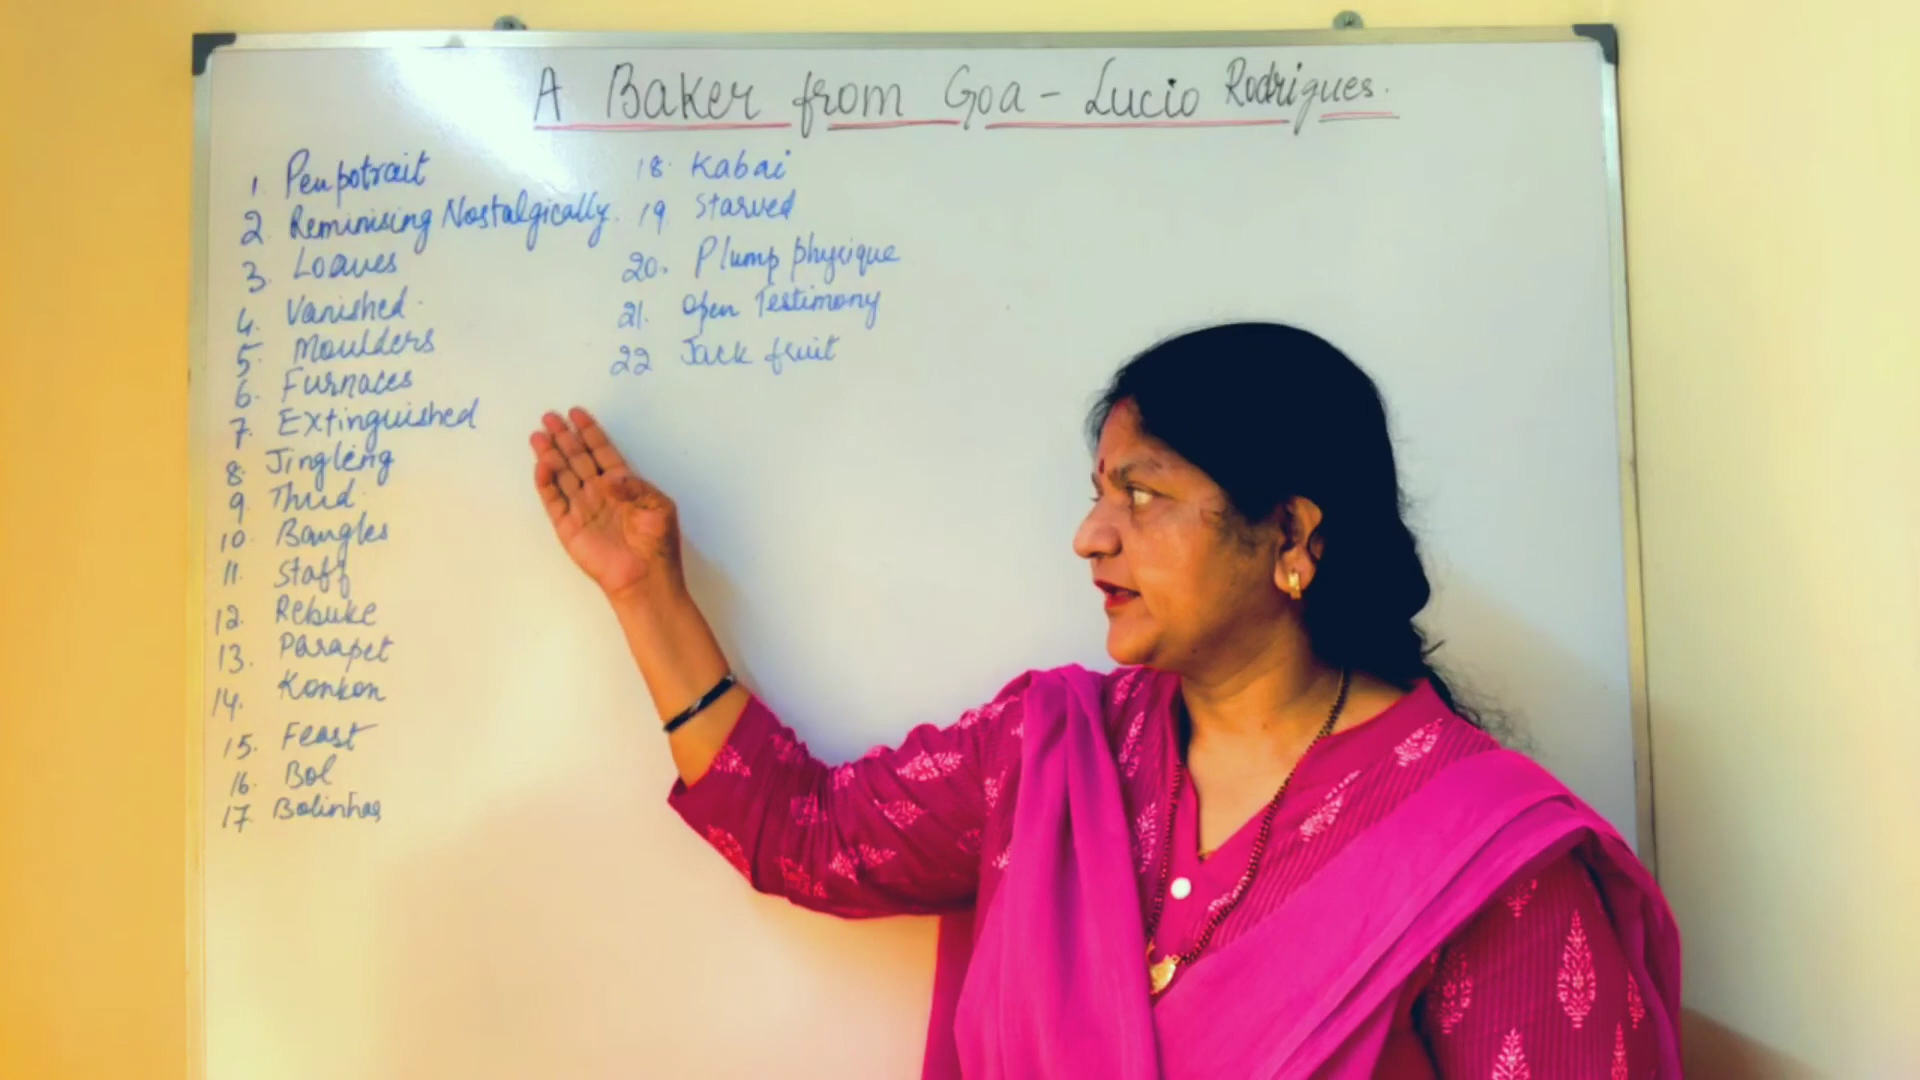 A Baker from Goa - Lucio Rodrigues.
1. Penpotrait
2. Reminising Nostalgically.
3. Loaves
4. Vanished.
5. Moulders
6. Furnaces
7. Extinguished
8. Jingleng
9. Thud.
10. Bangles
11. Staff
12. Rebuke
13. Parapet
14. Konkon
15. Feast
16. Bol
17. Bolinhas
18. Kabai
19. Starved
20. Plump physique
21. Open Testimony
22. Jack fruit